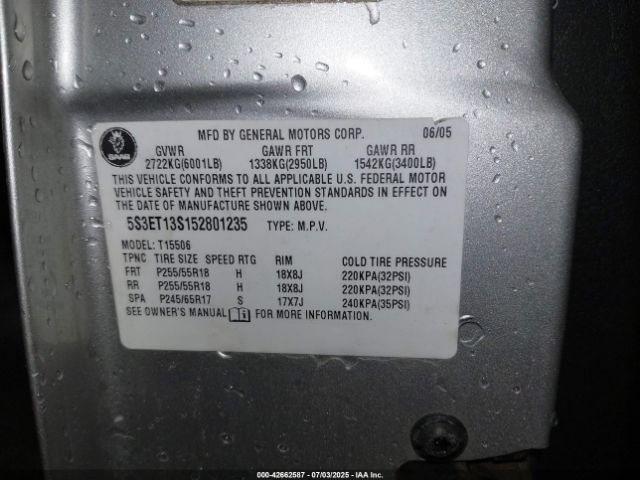 MFD BY GENERAL MOTORS CORP. 06/05
SAAB
GVWR GAWR FRT GAWR RR
2722KG(6001LB) 1338KG(2950LB) 1542KG(3400LB)
THIS VEHICLE CONFORMS TO ALL APPLICABLE U.S. FEDERAL MOTOR
VEHICLE SAFETY AND THEFT PREVENTION STANDARDS IN EFFECT ON
THE DATE OF MANUFACTURE SHOWN ABOVE.
5S3ET13S152801235 TYPE: M.P.V.
MODEL: T15506
TPNC TIRE SIZE SPEED RTG RIM COLD TIRE PRESSURE
FRT P255/55R18 H 18X8J 220KPA(32PSI)
RR P255/55R18 H 18X8J 220KPA(32PSI)
SPA P245/65R17 S 17X7J 240KPA(35PSI)
SEE OWNER'S MANUAL i FOR MORE INFORMATION.
000-42662587 - 07/03/2025 - IAA Inc.